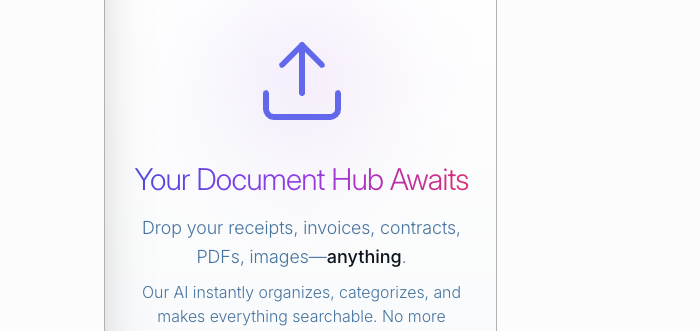 Your Document Hub Awaits
Drop your receipts, invoices, contracts,
PDFs, images—anything.
Our AI instantly organizes, categorizes, and
makes everything searchable. No more